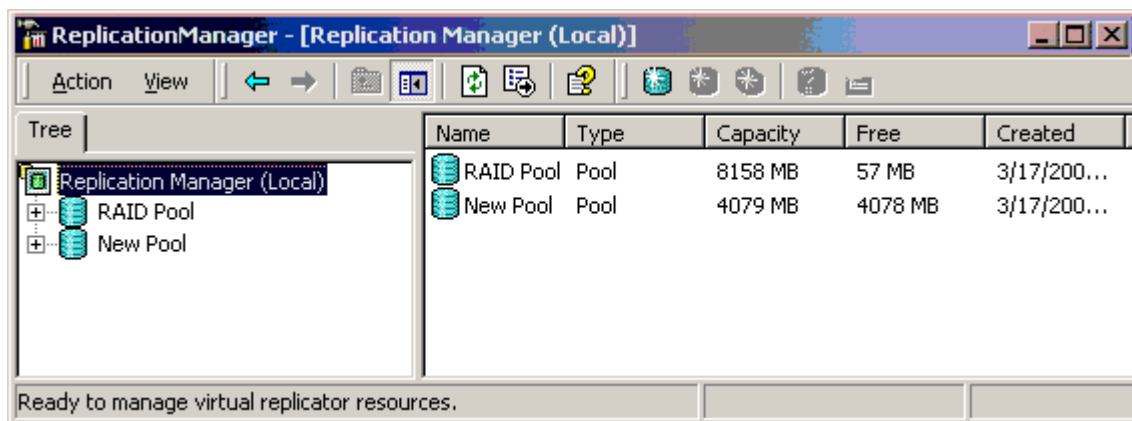 ReplicationManager - [Replication Manager (Local)]
Action View
Tree
Name Type Capacity Free Created
Replication Manager (Local)
RAID Pool
New Pool
RAID Pool Pool 8158 MB 57 MB 3/17/200...
New Pool Pool 4079 MB 4078 MB 3/17/200...
Ready to manage virtual replicator resources.